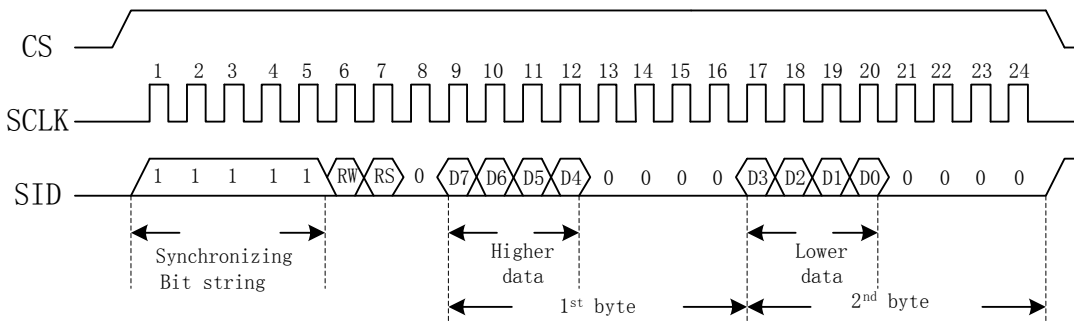 CS
1 2 3 4 5 6 7 8 9 10 11 12 13 14 15 16 17 18 19 20 21 22 23 24
SCLK
SID
1 1 1 1 1 RW RS 0 D7 D6 D5 D4 0 0 0 0 D3 D2 D1 D0 0 0 0 0
Synchronizing
Bit string
Higher
data
Lower
data
1st byte
2nd byte